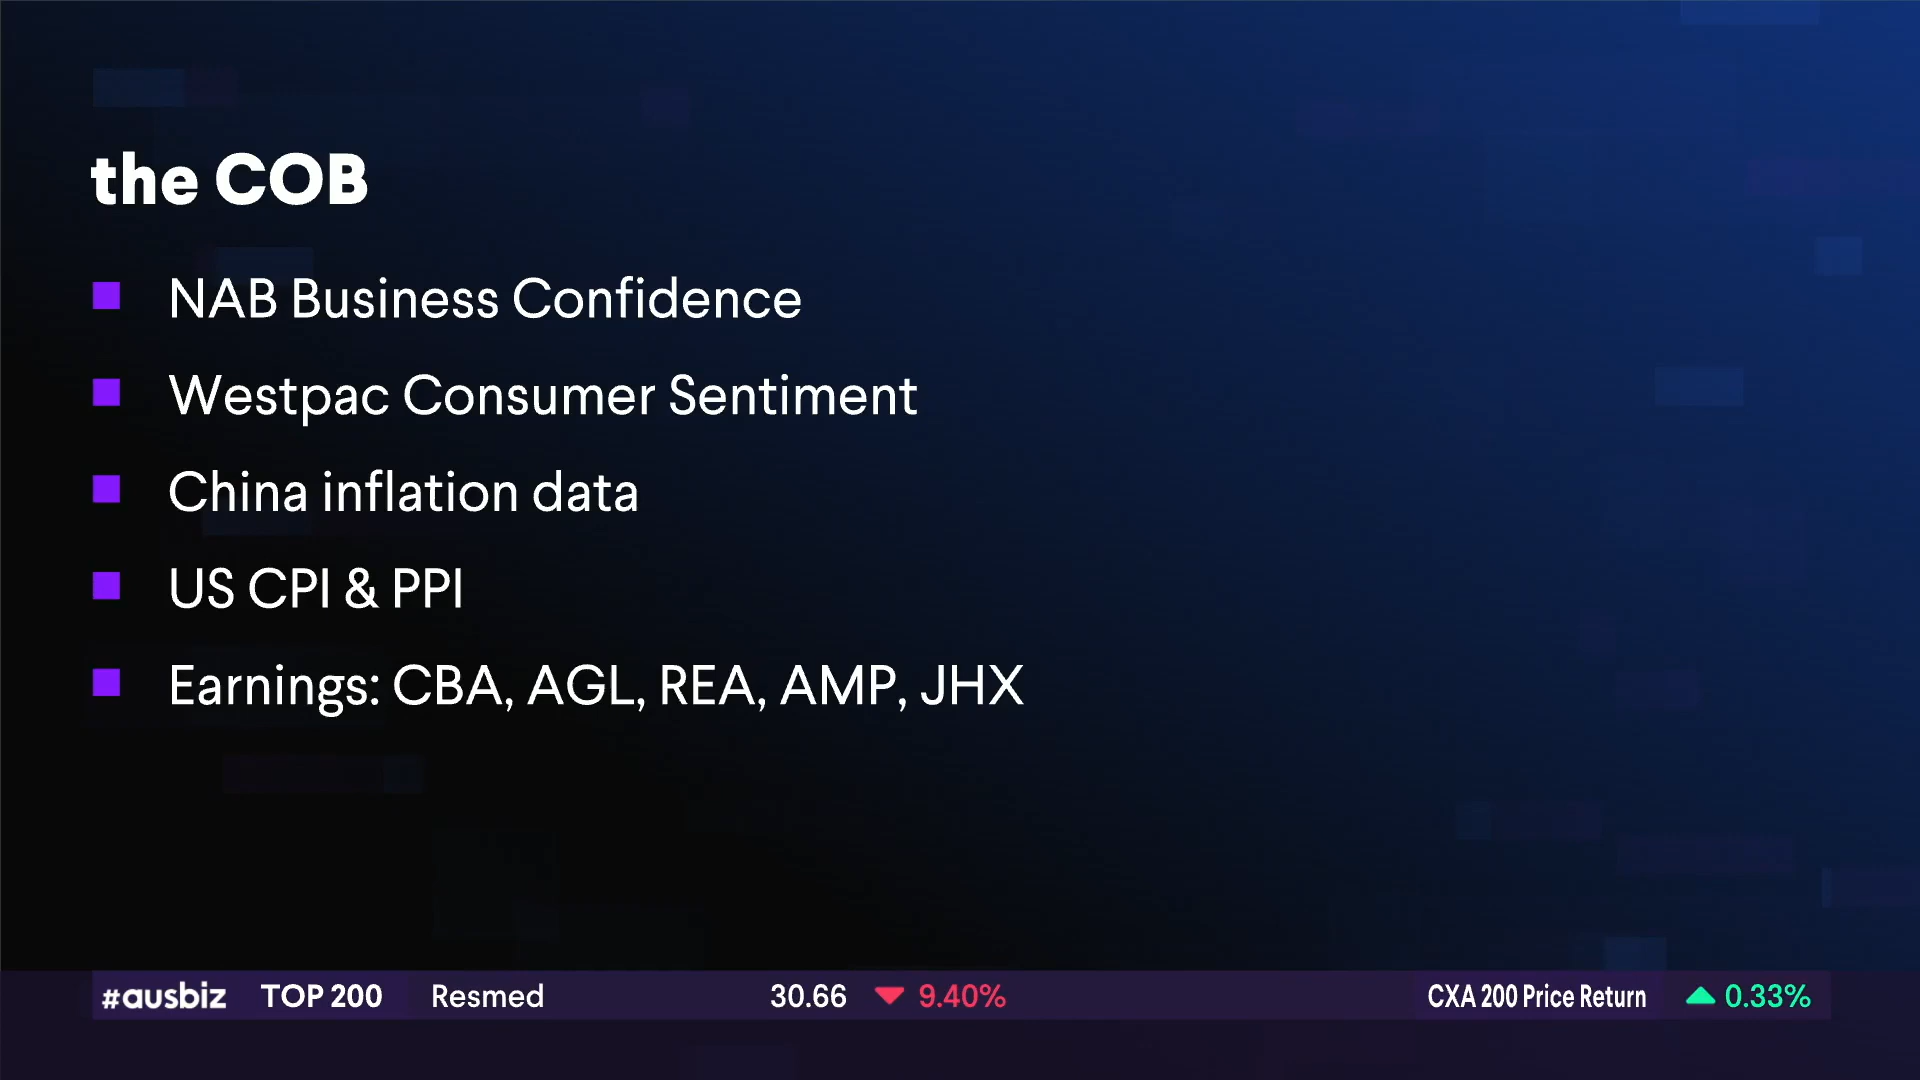 the COB
NAB Business Confidence
Westpac Consumer Sentiment
China inflation data
US CPI & PPI
Earnings: CBA, AGL, REA, AMP, JHX
#ausbiz TOP 200 Resmed 30.66 9.40% CXA 200 Price Return 0.33%